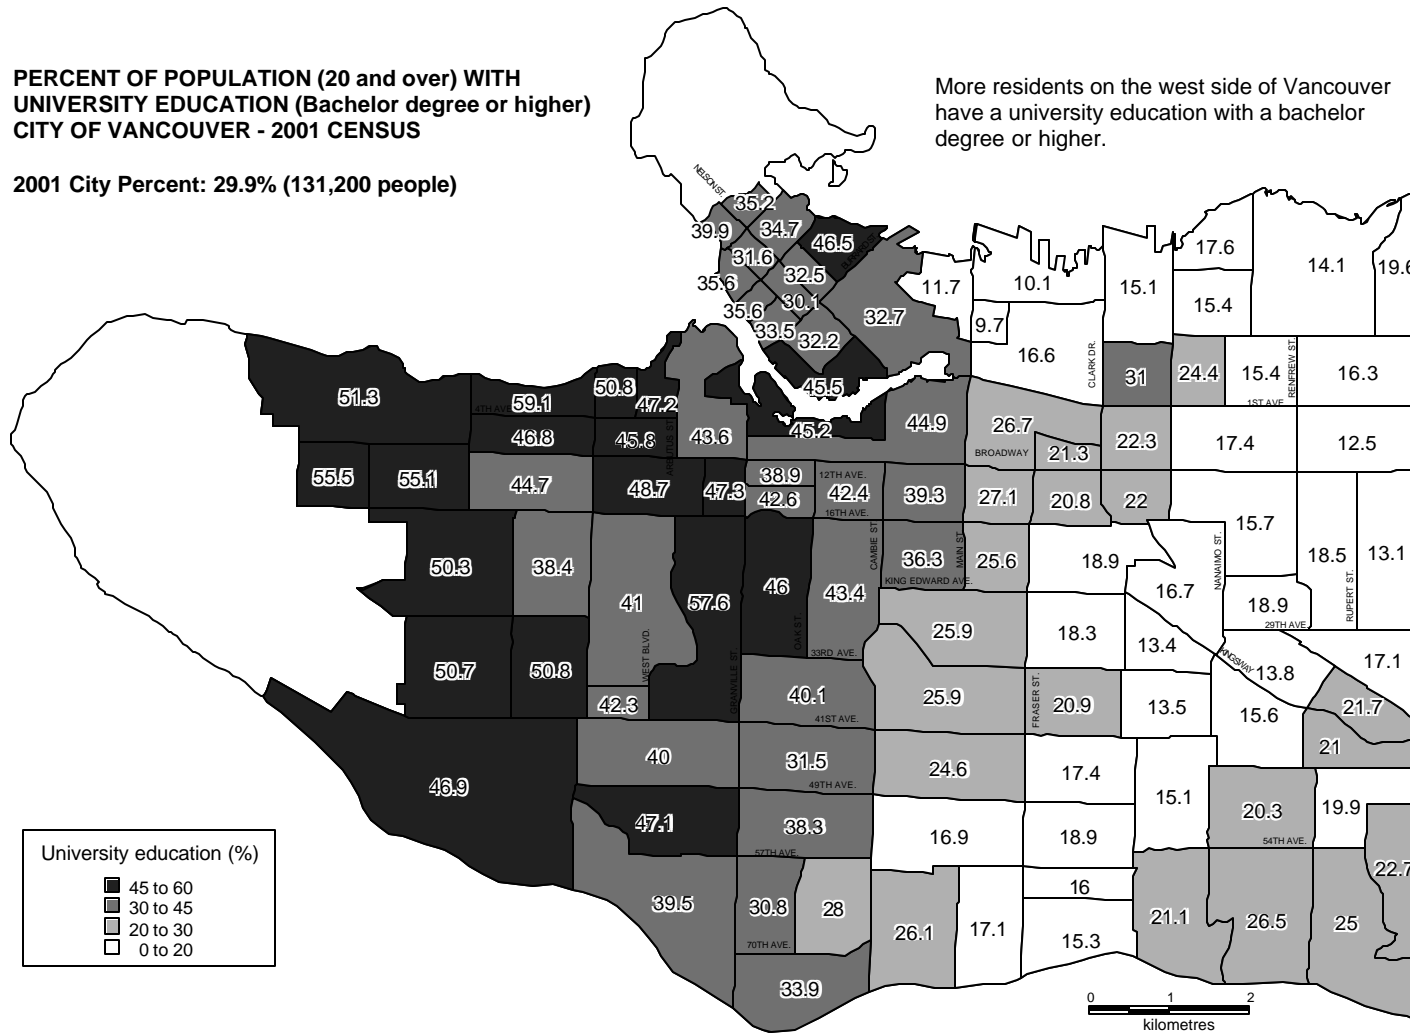 PERCENT OF POPULATION (20 and over) WITH
UNIVERSITY EDUCATION (Bachelor degree or higher)
CITY OF VANCOUVER - 2001 CENSUS
2001 City Percent: 29.9% (131,200 people)
More residents on the west side of Vancouver
have a university education with a bachelor
degree or higher.
NELSON ST.
35.2
39.9
34.7
46.5
BURRARD ST.
31.6
32.5
35.6
30.1
35.6
33.5
32.2
32.7
45.5
11.7
10.1
9.7
16.6
CLARK DR.
15.1
17.6
15.4
14.1
19.6
31
24.4
15.4
RENFREW ST.
16.3
1ST AVE.
51.3
59.1
4TH AVE.
50.8
47.2
46.8
45.8
ARBUTUS ST.
43.6
45.2
44.9
26.7
BROADWAY
21.3
22.3
17.4
12.5
55.5
55.1
44.7
48.7
47.3
38.9
12TH AVE.
42.6
42.4
16TH AVE.
39.3
27.1
20.8
22
15.7
50.3
38.4
41
WEST BLVD.
57.6
GRANVILLE ST.
46
OAK ST.
43.4
CAMBIE ST.
36.3
MAIN ST.
KING EDWARD AVE.
25.6
18.9
16.7
NANAIMO ST.
18.5
RUPERT ST.
13.1
18.9
29TH AVE.
33RD AVE.
25.9
18.3
13.4
KINGSWAY
13.8
17.1
50.7
50.8
42.3
40.1
41ST AVE.
25.9
FRASER ST.
20.9
13.5
15.6
21.7
21
46.9
40
31.5
49TH AVE.
24.6
17.4
15.1
20.3
54TH AVE.
19.9
47.1
38.3
57TH AVE.
16.9
18.9
22.7
39.5
30.8
70TH AVE.
28
26.1
17.1
16
15.3
21.1
26.5
25
33.9
University education (%)
45 to 60
30 to 45
20 to 30
0 to 20
0 1 2
kilometres